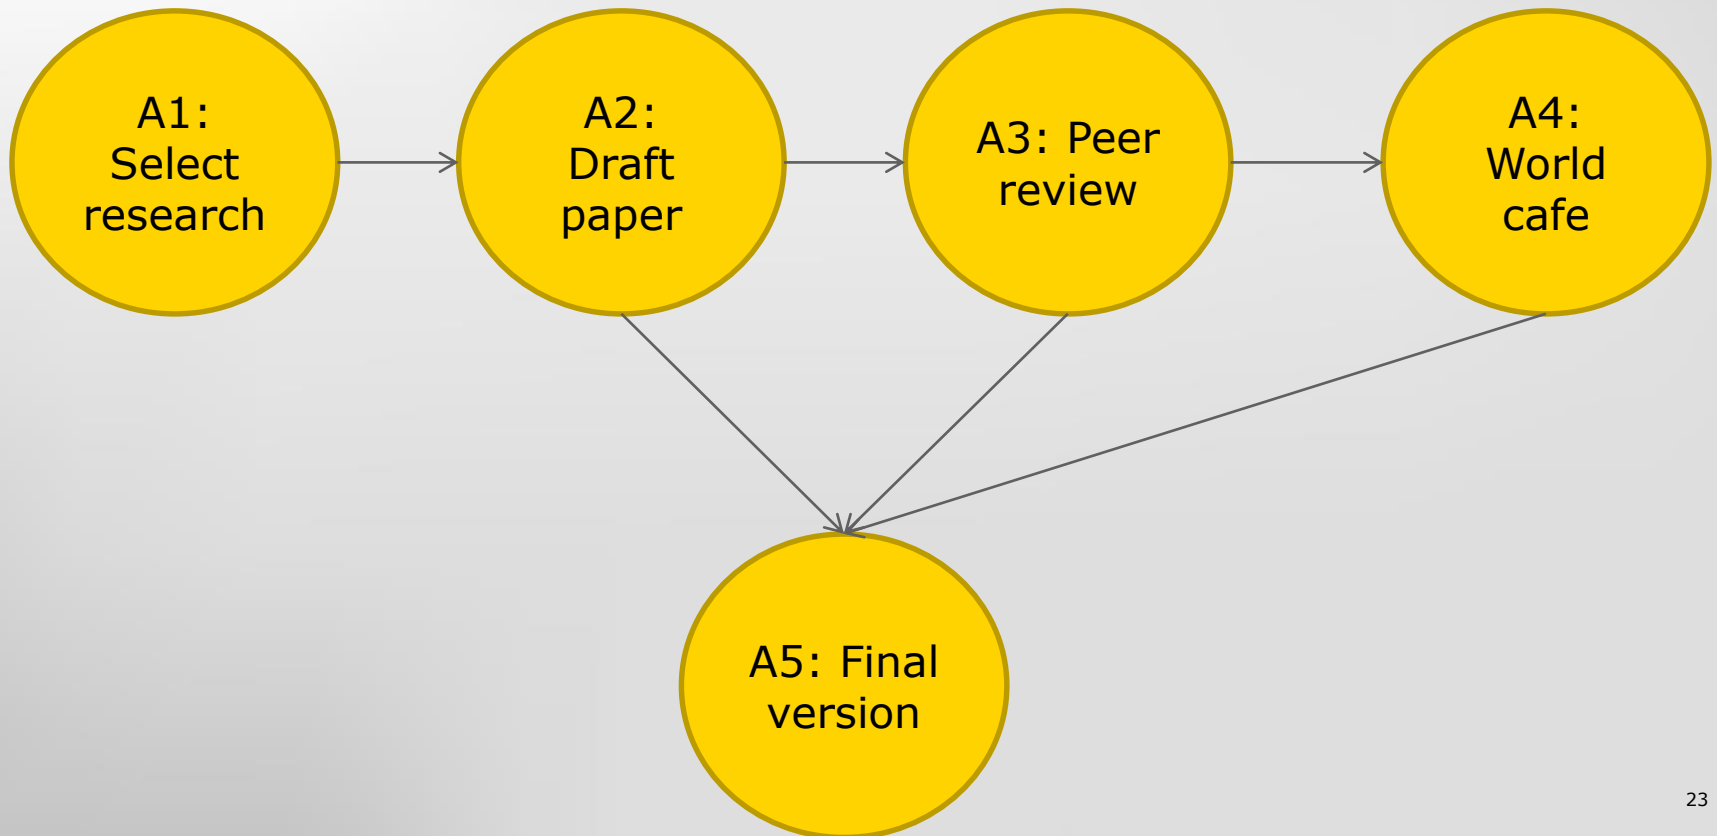 A1:
Select
research
A2:
Draft
paper
A3: Peer
review
A4:
World
cafe
A5: Final
version
23